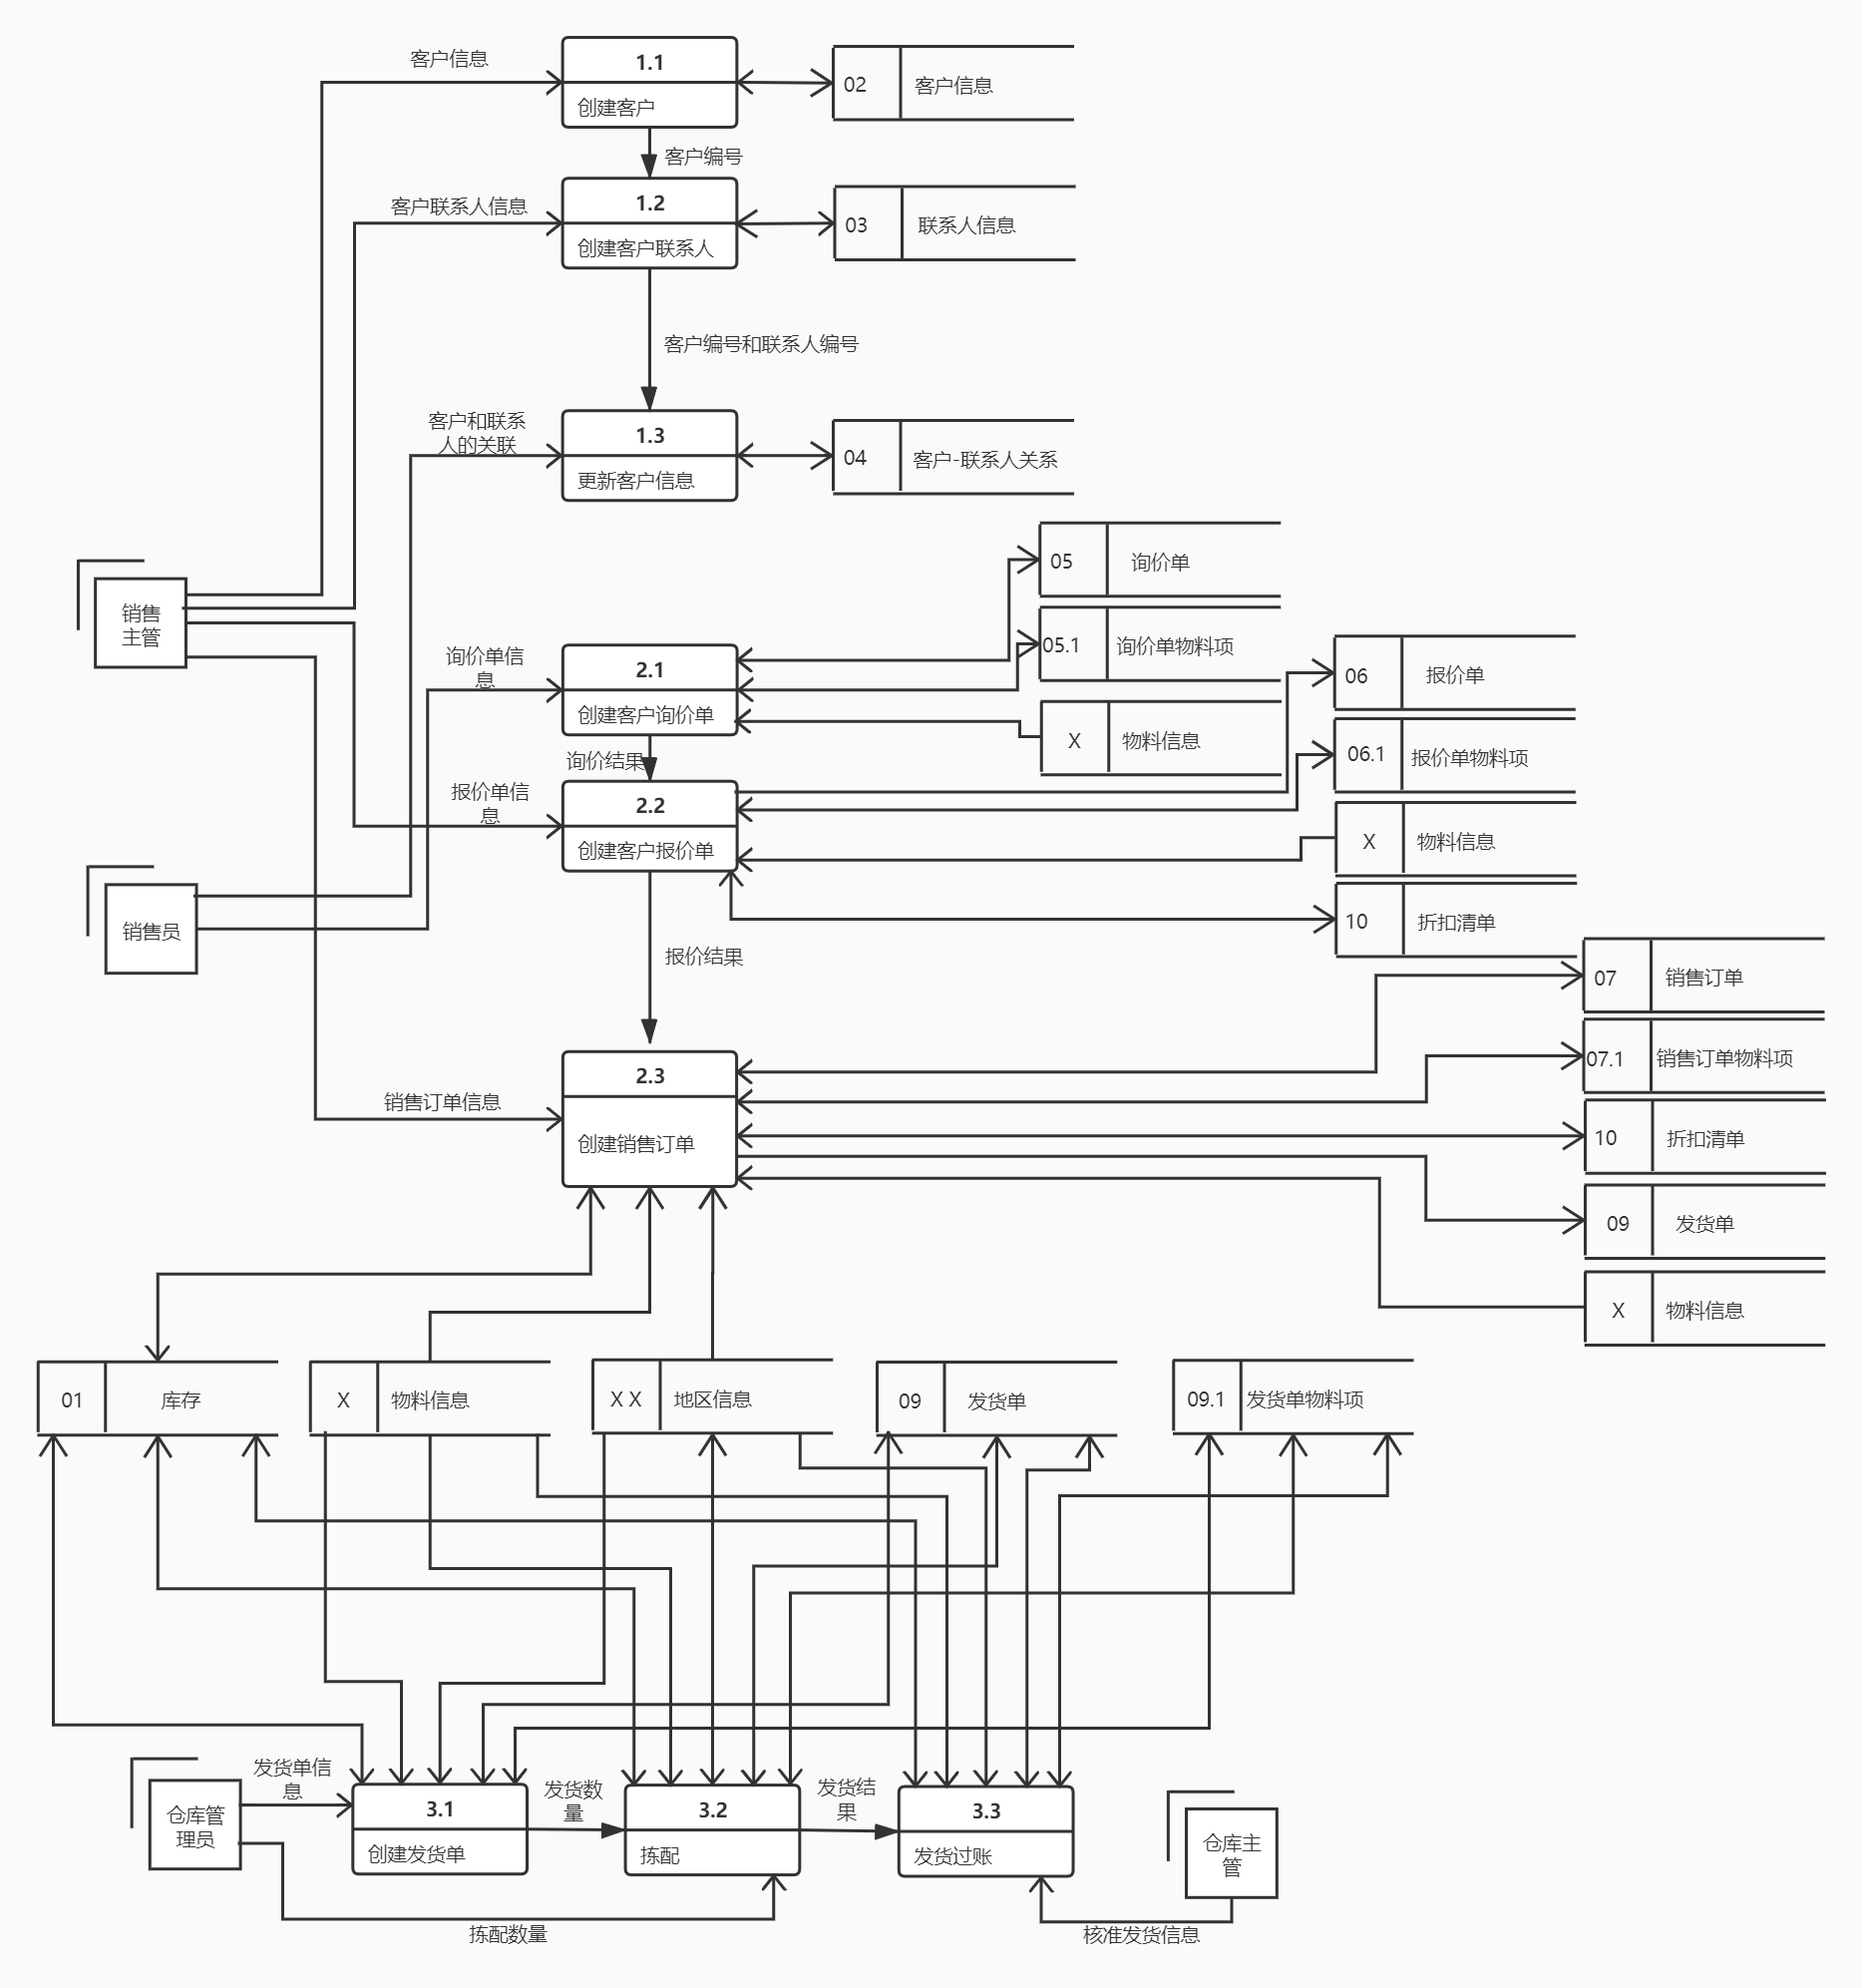 客户信息
1.1
创建客户
02
客户信息
客户编号
客户联系人信息
1.2
创建客户联系人
03
联系人信息
客户编号和联系人编号
客户和联系
人的关联
1.3
更新客户信息
04
客户-联系人关系
05
询价单
销售
主管
05.1
询价单物料项
询价单信
息
2.1
创建客户询价单
06
报价单
X
物料信息
06.1
报价单物料项
询价结果
报价单信
息
2.2
创建客户报价单
X
物料信息
销售员
10
折扣清单
报价结果
07
销售订单
07.1
销售订单物料项
2.3
创建销售订单
销售订单信息
10
折扣清单
09
发货单
X
物料信息
01
库存
X
物料信息
X X
地区信息
09
发货单
09.1
发货单物料项
仓库管
理员
发货单信
息
3.1
创建发货单
发货数
量
3.2
拣配
发货结
果
3.3
发货过账
仓库主
管
拣配数量
核准发货信息